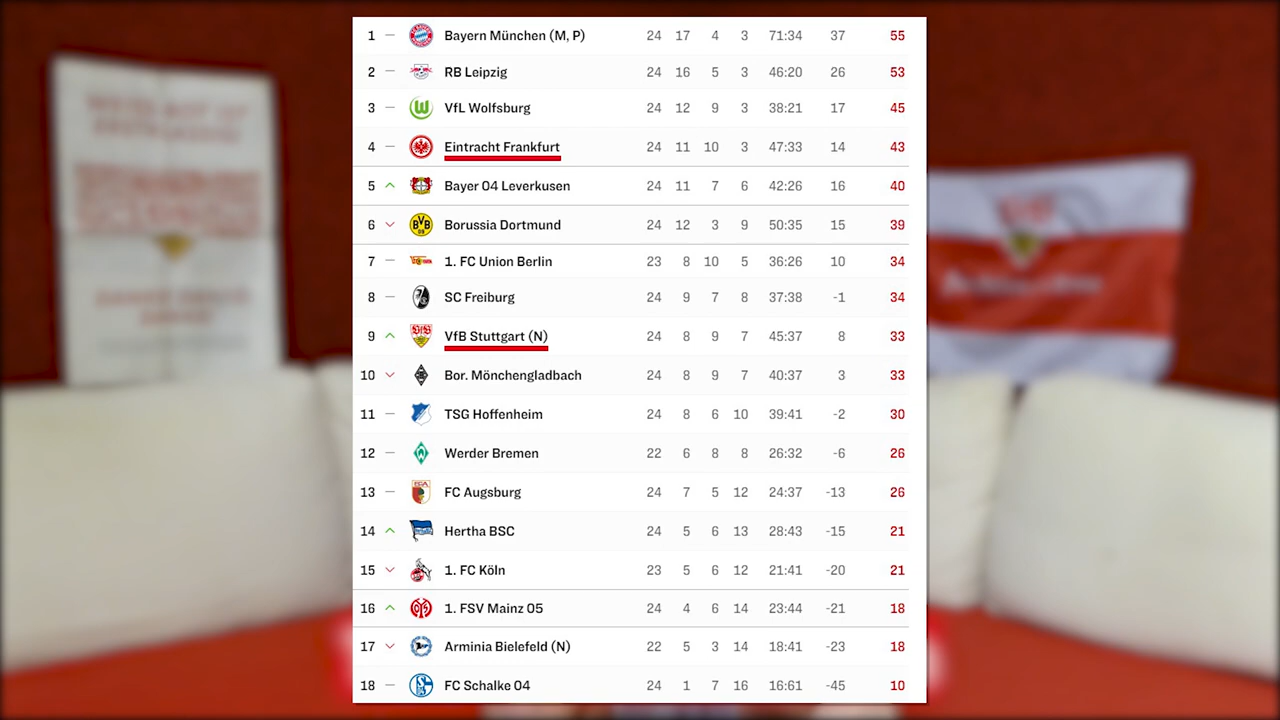 1 — Bayern München (M, P) 24 17 4 3 71:34 37 55
2 — RB Leipzig 24 16 5 3 46:20 26 53
3 — VfL Wolfsburg 24 12 9 3 38:21 17 45
4 — Eintracht Frankfurt 24 11 10 3 47:33 14 43
5 Bayer 04 Leverkusen 24 11 7 6 42:26 16 40
6 BVB 09 Borussia Dortmund 24 12 3 9 50:35 15 39
7 — 1. FC Union Berlin 23 8 10 5 36:26 10 34
8 — SC Freiburg 24 9 7 8 37:38 -1 34
9 VfB Stuttgart (N) 24 8 9 7 45:37 8 33
10 Bor. Mönchengladbach 24 8 9 7 40:37 3 33
11 — TSG Hoffenheim 24 8 6 10 39:41 -2 30
12 — Werder Bremen 22 6 8 8 26:32 -6 26
13 — FC Augsburg 24 7 5 12 24:37 -13 26
14 Hertha BSC 24 5 6 13 28:43 -15 21
15 1. FC Köln 23 5 6 12 21:41 -20 21
16 1. FSV Mainz 05 24 4 6 14 23:44 -21 18
17 Arminia Bielefeld (N) 22 5 3 14 18:41 -23 18
18 — FC Schalke 04 24 1 7 16 16:61 -45 10